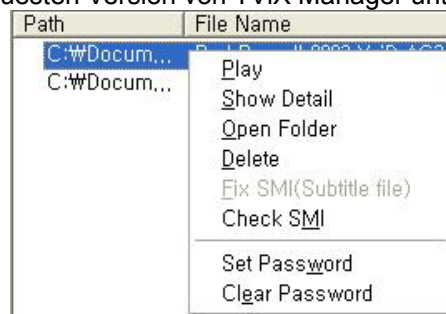 Version von TViX Manager
Path File Name
C:₩Docum...
C:₩Docum...
Play
Show Detail
Open Folder
Delete
Fix SMI(Subtitle file)
Check SMI
Set Password
Clear Password